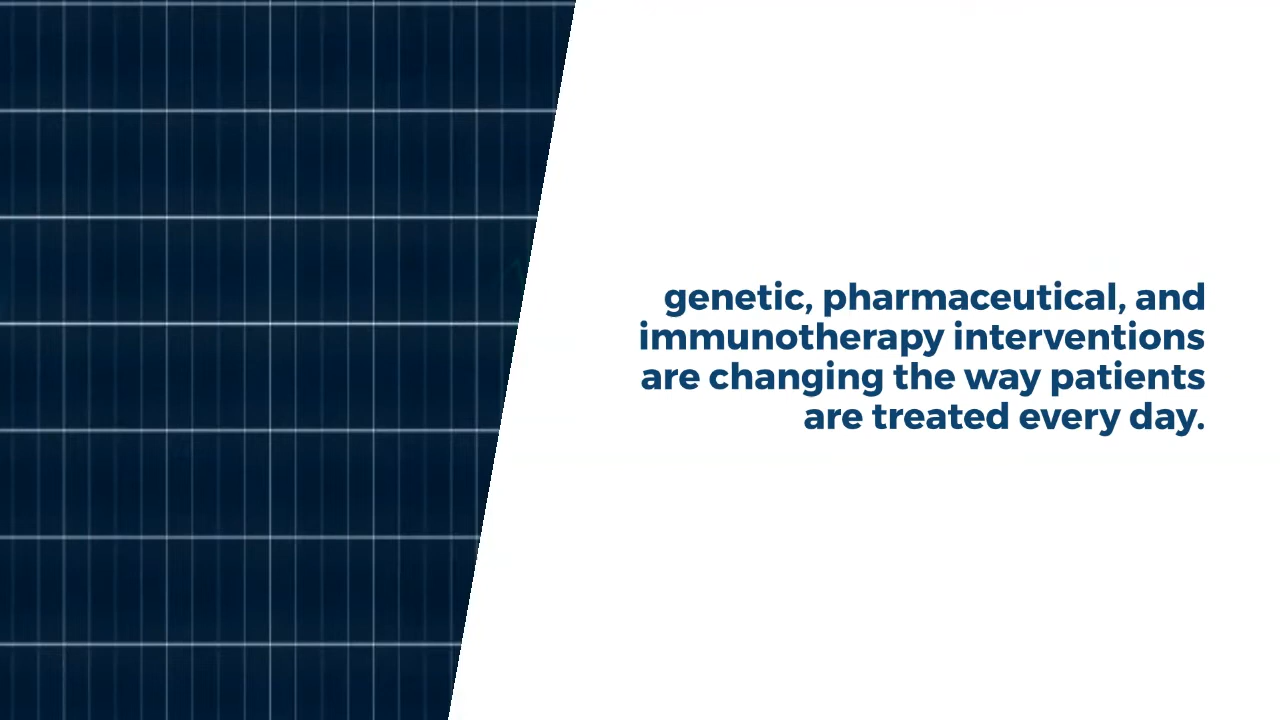 genetic, pharmaceutical, and
immunotherapy interventions
are changing the way patients
are treated every day.